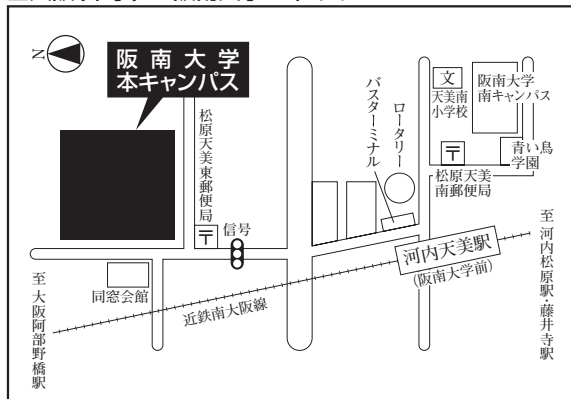 N
阪南大学
本キャンパス
松原天美東郵便局
〒
信号
同窓会館
至 大阪阿部野橋駅
近鉄南大阪線
バスターミナル
ロータリー
文
天美南
小学校
阪南大学
南キャンパス
〒
青い鳥
学園
松原天美
南郵便局
河内天美駅
(阪南大学前)
至 河内松原駅・藤井寺駅